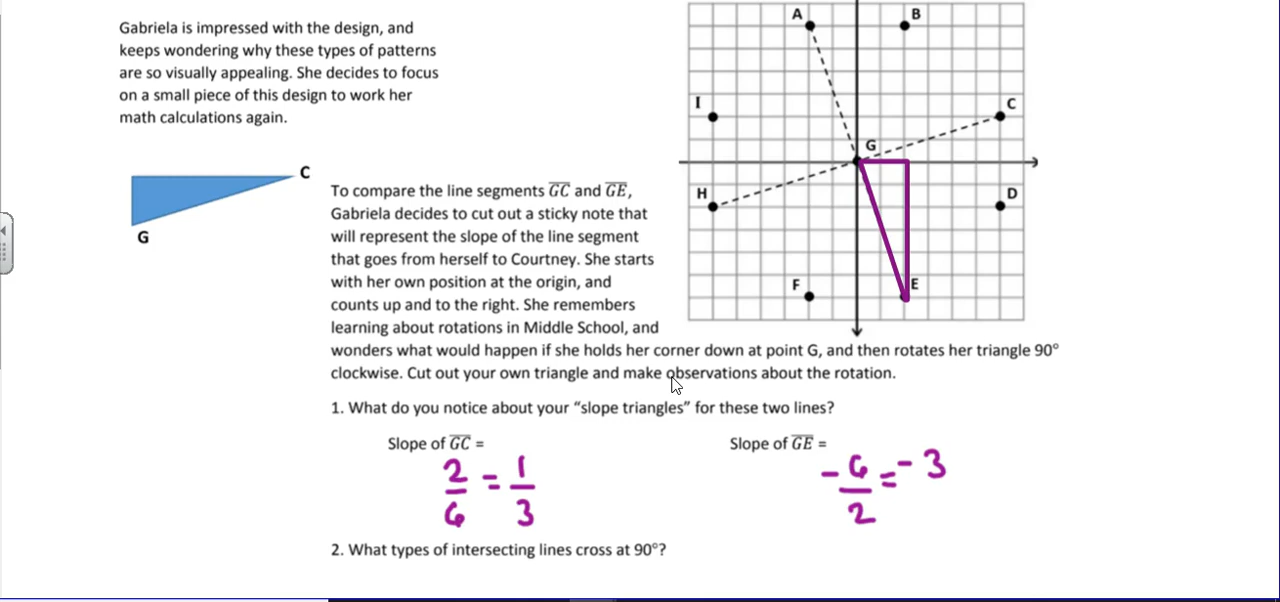 Gabriela is impressed with the design, and
keeps wondering why these types of patterns
are so visually appealing. She decides to focus
on a small piece of this design to work her
math calculations again.
A
B
I
C
G
H
D
F
E
C
G
To compare the line segments GC and GE,
Gabriela decides to cut out a sticky note that
will represent the slope of the line segment
that goes from herself to Courtney. She starts
with her own position at the origin, and
counts up and to the right. She remembers
learning about rotations in Middle School, and
wonders what would happen if she holds her corner down at point G, and then rotates her triangle 90°
clockwise. Cut out your own triangle and make observations about the rotation.
1. What do you notice about your “slope triangles” for these two lines?
Slope of GC =
2/6 = 1/3
Slope of GE =
-6/2 = -3
2. What types of intersecting lines cross at 90°?